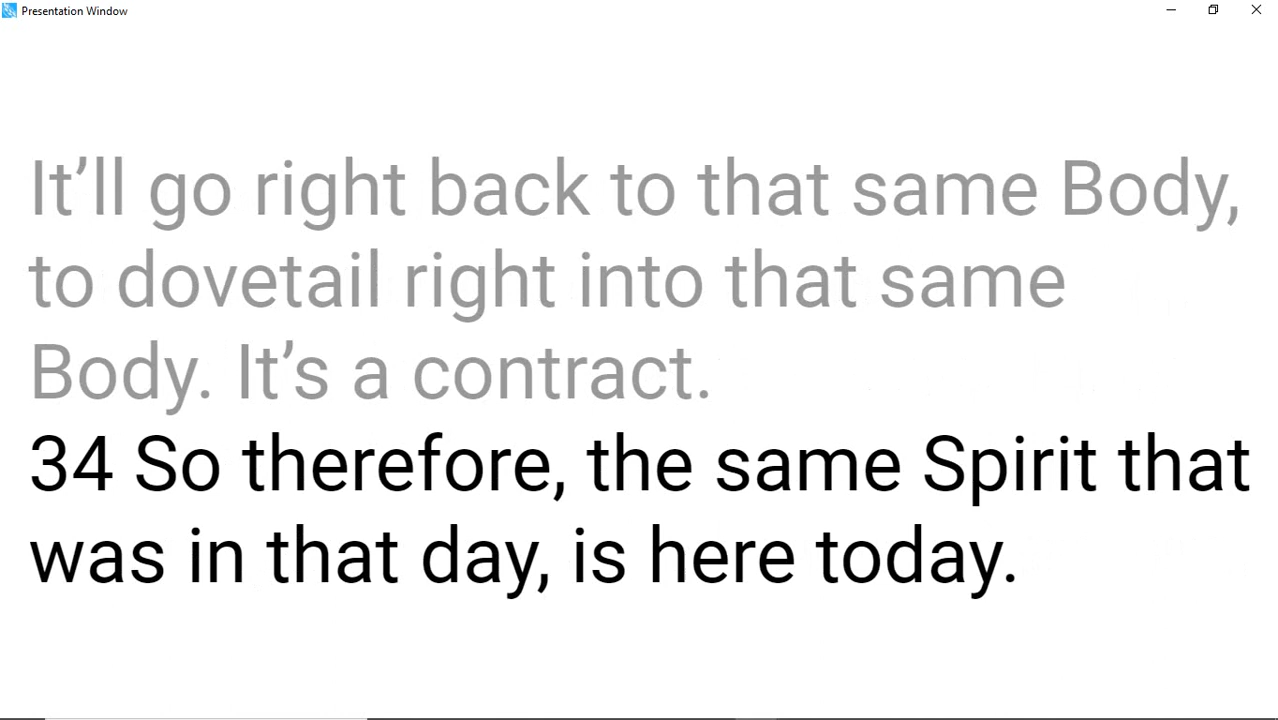 Presentation Window
It’ll go right back to that same Body,
to dovetail right into that same
Body. It’s a contract.
34 So therefore, the same Spirit that
was in that day, is here today.